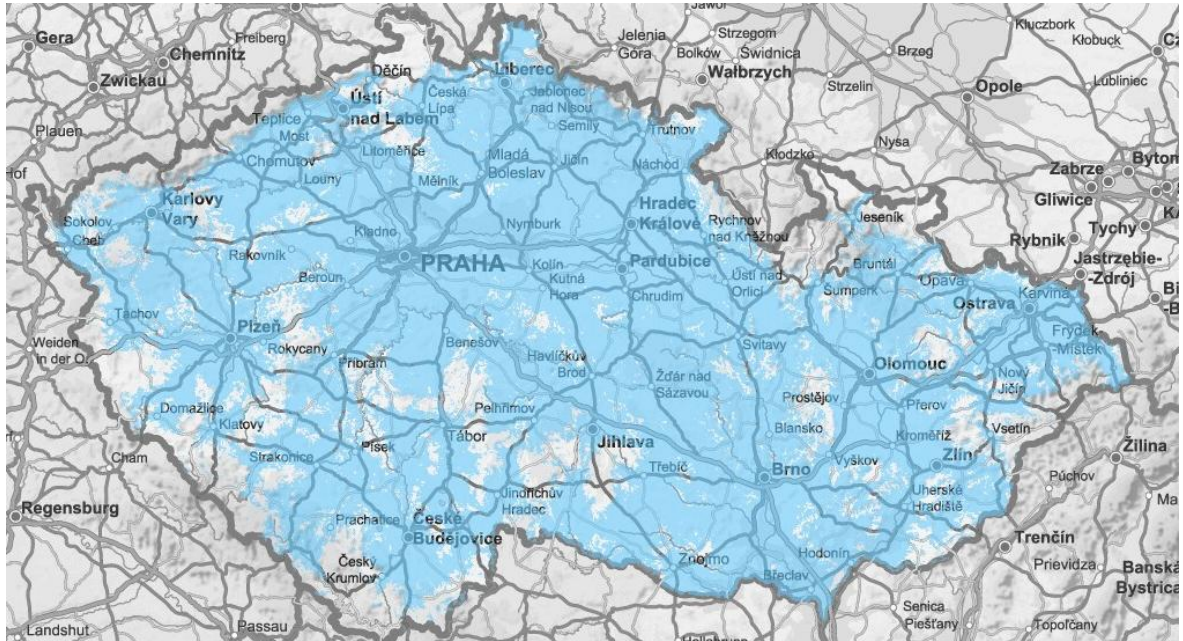 Gera
Chemnitz
Freiberg
Zwickau
Plauen
Hof
Děčín
Liberec
Jelenia
Góra
Jawor
Strzegom
Bolków
Świdnica
Wałbrzych
Brzeg
Strzelin
Kluczbork
Kłobuck
Lubliniec
Opole
Nysa
Kłodzko
Zabrze
Bytom
Gliwice
Tychy
Rybnik
Jastrzębie-
-Zdrój
Ústí
nad Labem
Teplice
Most
Česká
Lípa
Jablonec
nad Nisou
Semily
Trutnov
Chomutov
Litoměřice
Louny
Mělník
Mladá
Boleslav
Jičín
Náchod
Karlovy
Vary
Sokolov
Cheb
Kladno
Rakovník
Nymburk
Hradec
Králové
Rychnov
nad Kněžnou
Jeseník
PRAHA
Beroun
Kolín
Kutná
Hora
Pardubice
Chrudim
Ústí nad
Orlicí
Šumperk
Bruntál
Opava
Ostrava
Karviná
Frýdek
-Místek
Tachov
Plzeň
Rokycany
Příbram
Benešov
Havlíčkův
Brod
Žďár nad
Sázavou
Svitavy
Olomouc
Nový
Jičín
Weiden
in der O.
Domažlice
Klatovy
Pelhřimov
Prostějov
Přerov
Blansko
Kroměříž
Vsetín
Cham
Strakonice
Písek
Tábor
Jihlava
Třebíč
Brno
Vyškov
Zlín
Uherské
Hradiště
Žilina
Púchov
Regensburg
Prachatice
České
Budějovice
Jindřichův
Hradec
Znojmo
Hodonín
Břeclav
Trenčín
Prievidza
Banská
Bystrica
Český
Krumlov
Landshut
Passau
Senica
Piešťany
Topoľčany